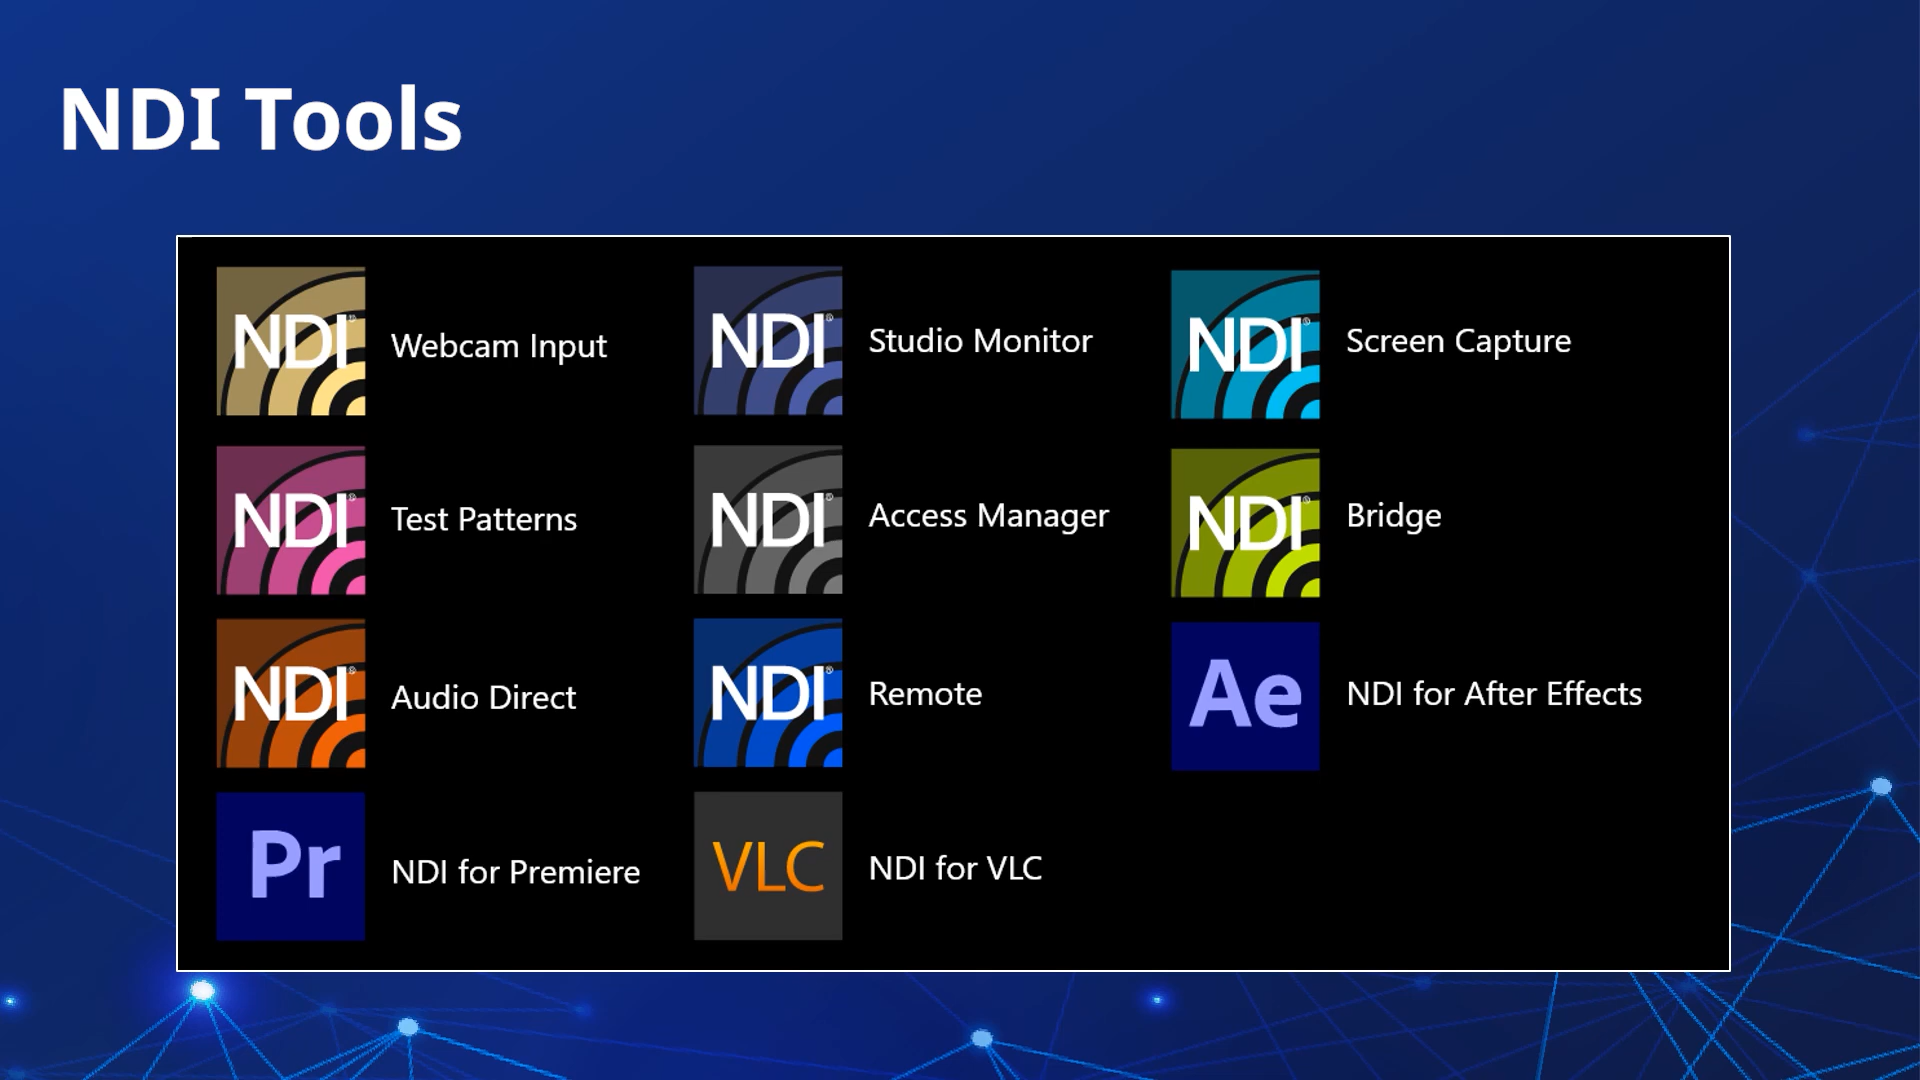 NDI Tools
NDI® Webcam Input
NDI® Studio Monitor
NDI® Screen Capture
NDI® Test Patterns
NDI® Access Manager
NDI® Bridge
NDI® Audio Direct
NDI® Remote
Ae NDI for After Effects
Pr NDI for Premiere
VLC NDI for VLC